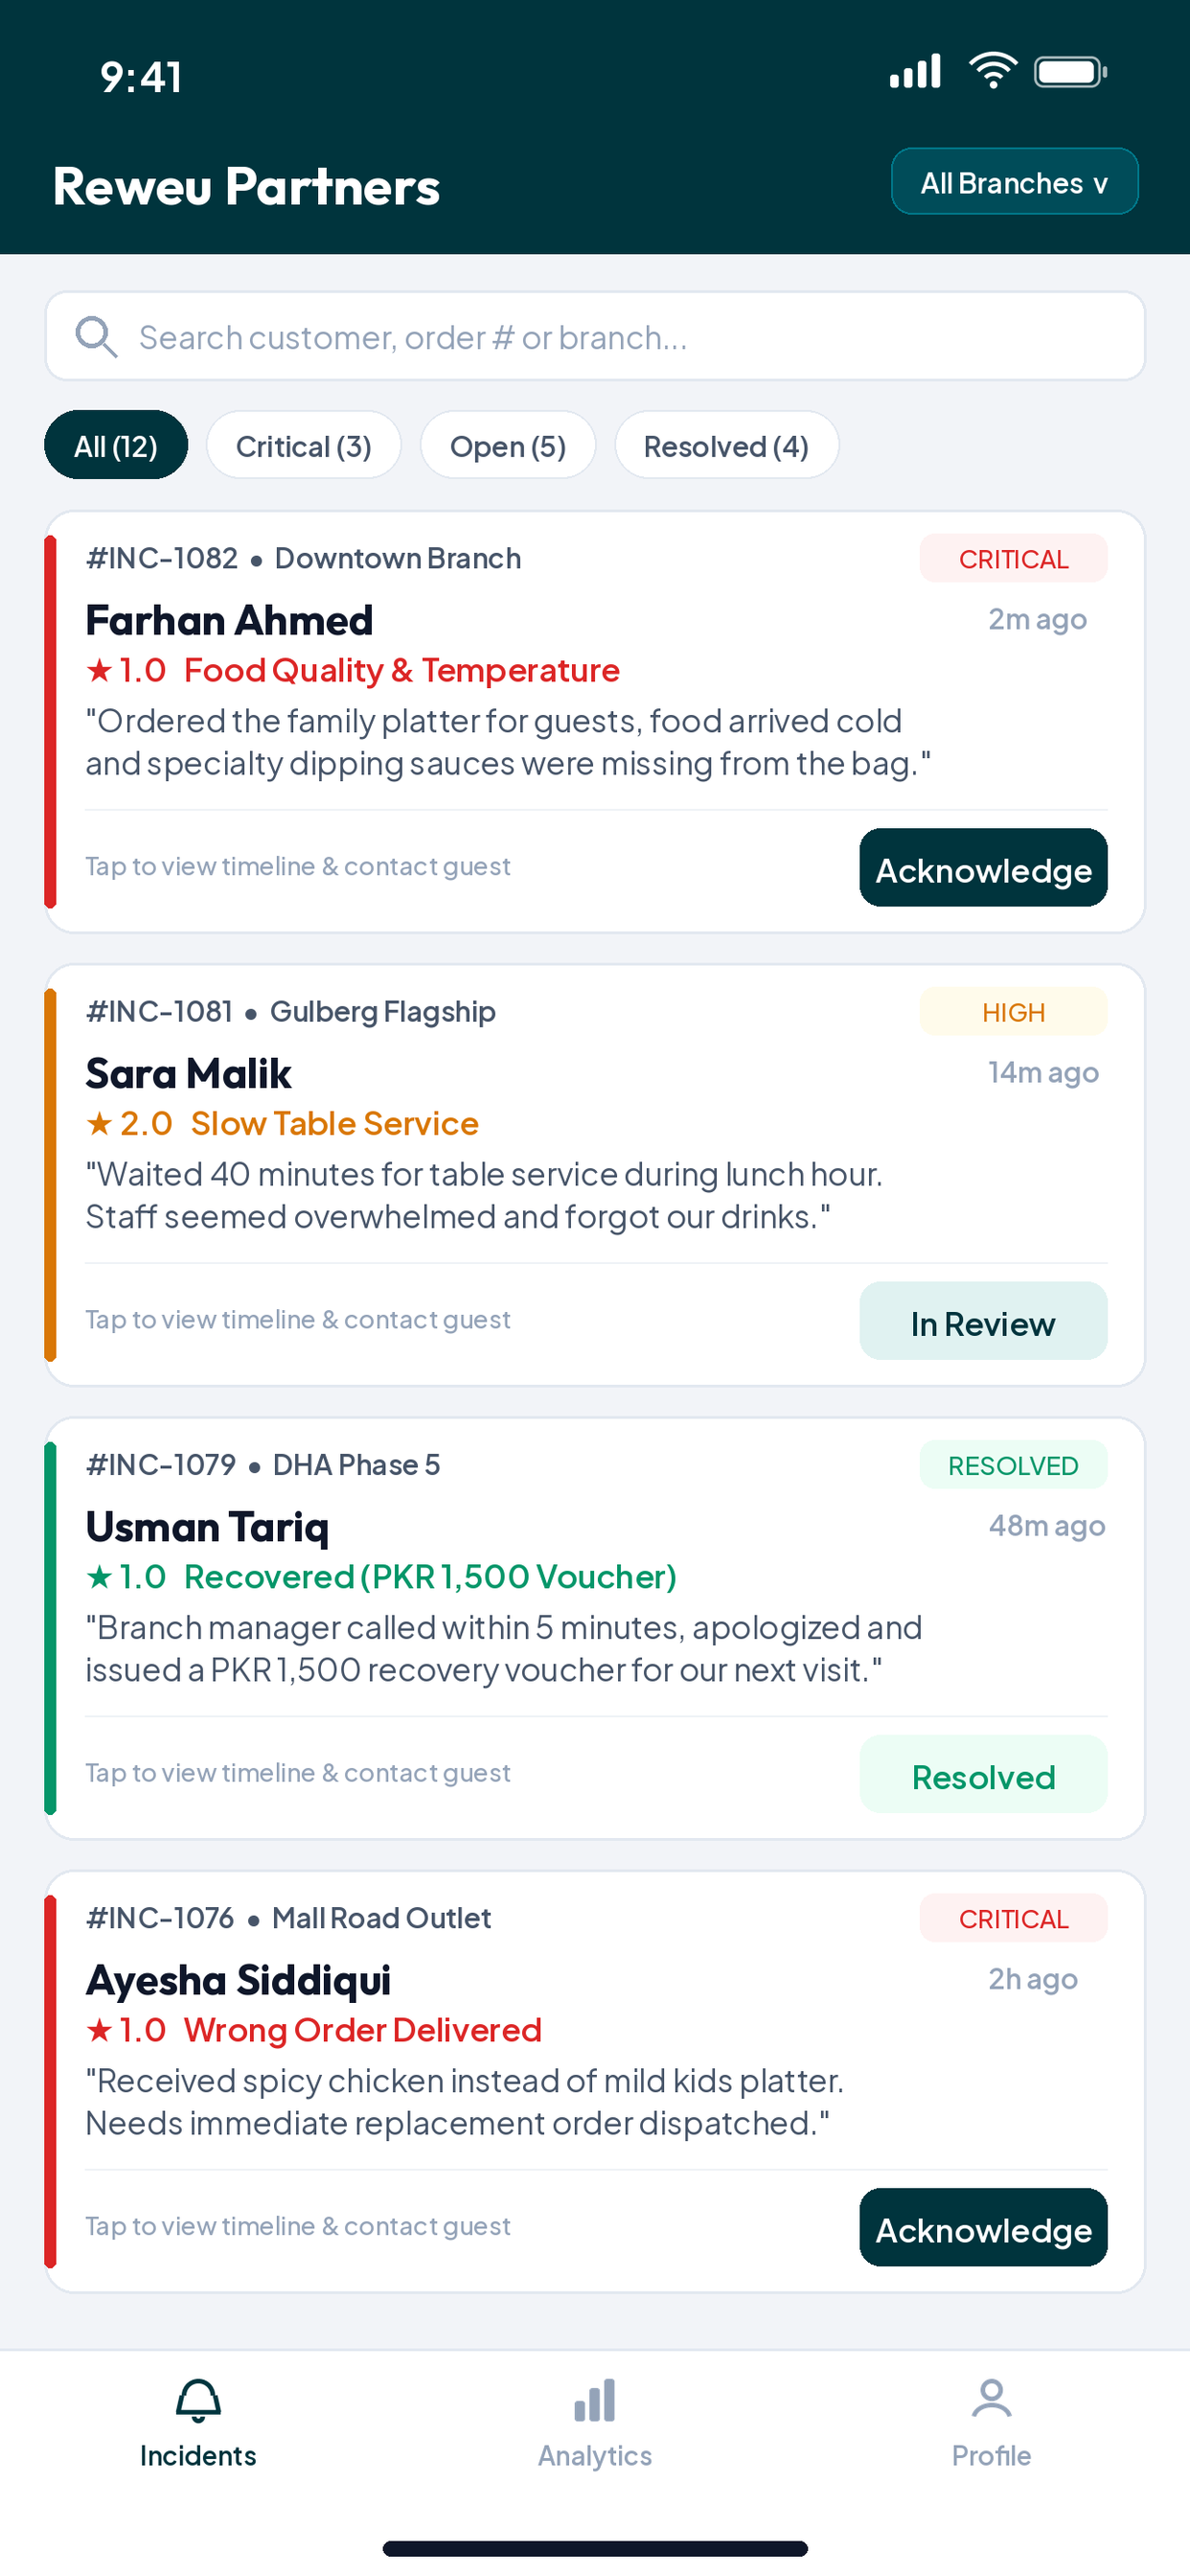 9:41
Reweu Partners
All Branches v
Search customer, order # or branch...
All (12)
Critical (3)
Open (5)
Resolved (4)
#INC-1082 • Downtown Branch
CRITICAL
Farhan Ahmed
2m ago
★ 1.0 Food Quality & Temperature
"Ordered the family platter for guests, food arrived cold
and specialty dipping sauces were missing from the bag."
Tap to view timeline & contact guest
Acknowledge
#INC-1081 • Gulberg Flagship
HIGH
Sara Malik
14m ago
★ 2.0 Slow Table Service
"Waited 40 minutes for table service during lunch hour.
Staff seemed overwhelmed and forgot our drinks."
Tap to view timeline & contact guest
In Review
#INC-1079 • DHA Phase 5
RESOLVED
Usman Tariq
48m ago
★ 1.0 Recovered (PKR 1,500 Voucher)
"Branch manager called within 5 minutes, apologized and
issued a PKR 1,500 recovery voucher for our next visit."
Tap to view timeline & contact guest
Resolved
#INC-1076 • Mall Road Outlet
CRITICAL
Ayesha Siddiqui
2h ago
★ 1.0 Wrong Order Delivered
"Received spicy chicken instead of mild kids platter.
Needs immediate replacement order dispatched."
Tap to view timeline & contact guest
Acknowledge
Incidents
Analytics
Profile